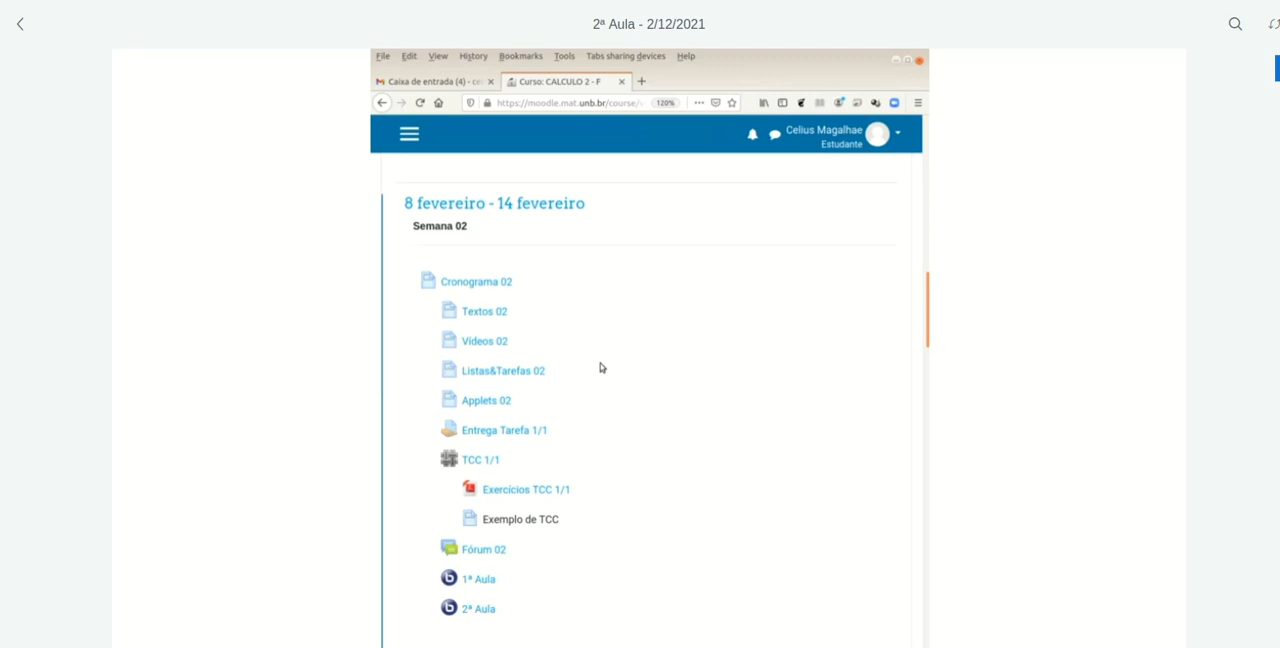 2ª Aula - 2/12/2021
File Edit View History Bookmarks Tools Tabs sharing devices Help
Caixa de entrada (4) - ce Curso: CALCULO 2 - F
https://moodle.mat.unb.br/course/ 120%
Celius Magalhae
Estudante
8 fevereiro - 14 fevereiro
Semana 02
Cronograma 02
Textos 02
Vídeos 02
Listas&Tarefas 02
Applets 02
Entrega Tarefa 1/1
TCC 1/1
Exercícios TCC 1/1
Exemplo de TCC
Fórum 02
1ª Aula
2ª Aula